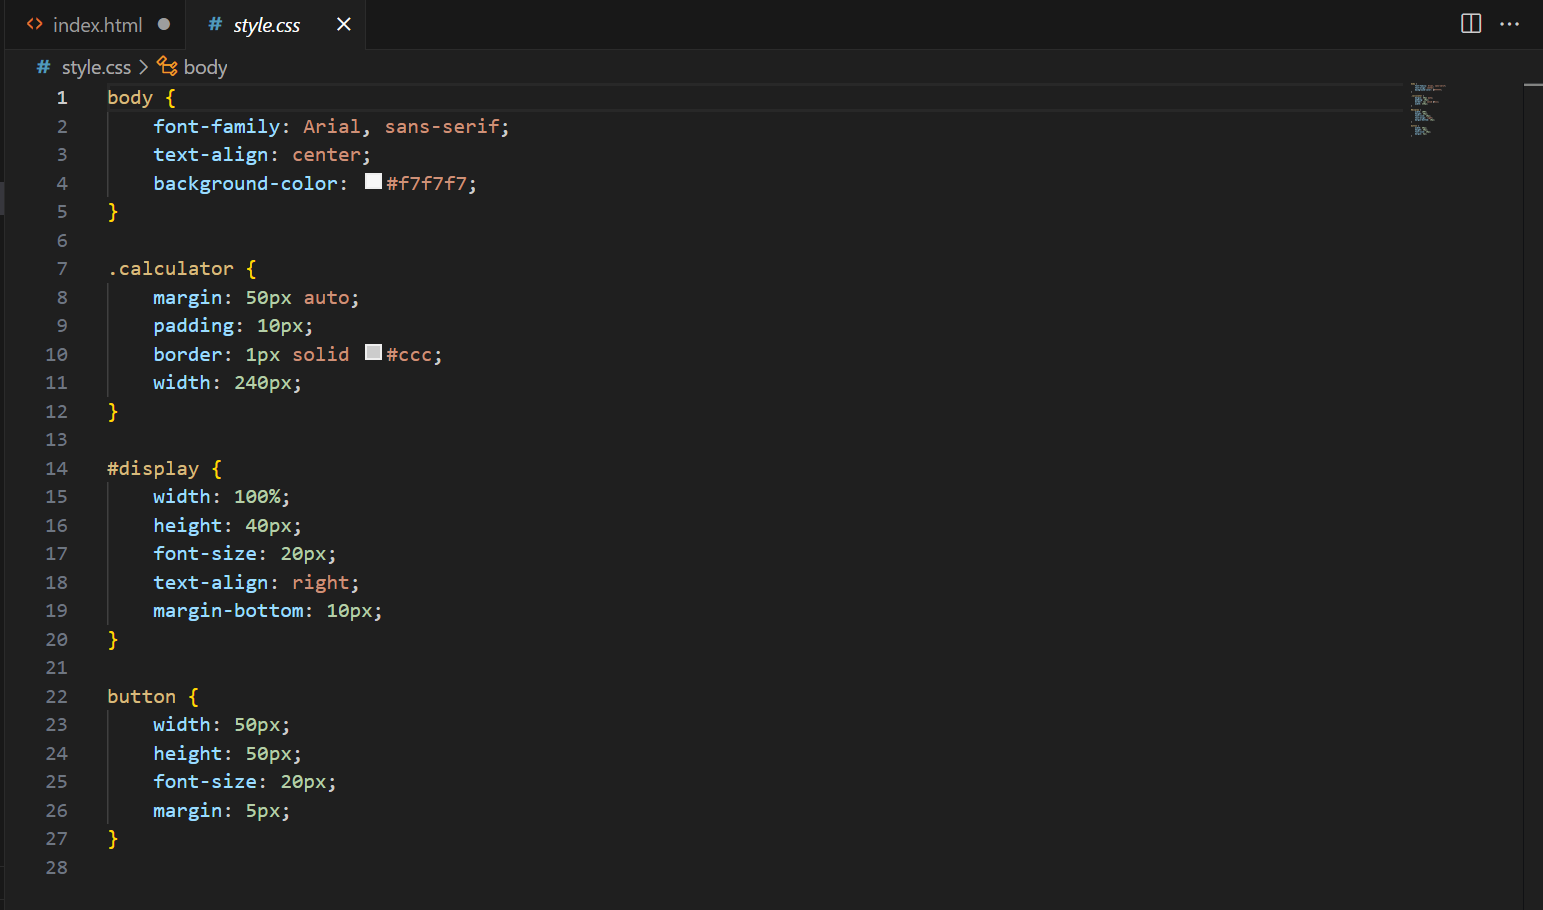 <> index.html ●
# style.css ×
# style.css > body
1 body {
2     font-family: Arial, sans-serif;
3     text-align: center;
4     background-color: #f7f7f7;
5 }
6
7 .calculator {
8     margin: 50px auto;
9     padding: 10px;
10     border: 1px solid #ccc;
11     width: 240px;
12 }
13
14 #display {
15     width: 100%;
16     height: 40px;
17     font-size: 20px;
18     text-align: right;
19     margin-bottom: 10px;
20 }
21
22 button {
23     width: 50px;
24     height: 50px;
25     font-size: 20px;
26     margin: 5px;
27 }
28